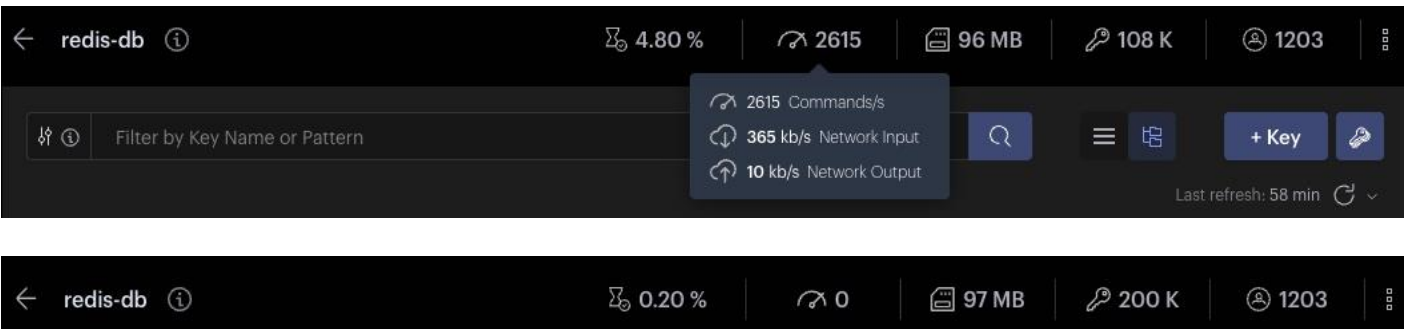 redis-db 4.80 % 2615 96 MB 108 K 1203
2615 Commands/s
Filter by Key Name or Pattern 365 kb/s Network Input + Key
10 kb/s Network Output
Last refresh: 58 min
redis-db 0.20 % 0 97 MB 200 K 1203